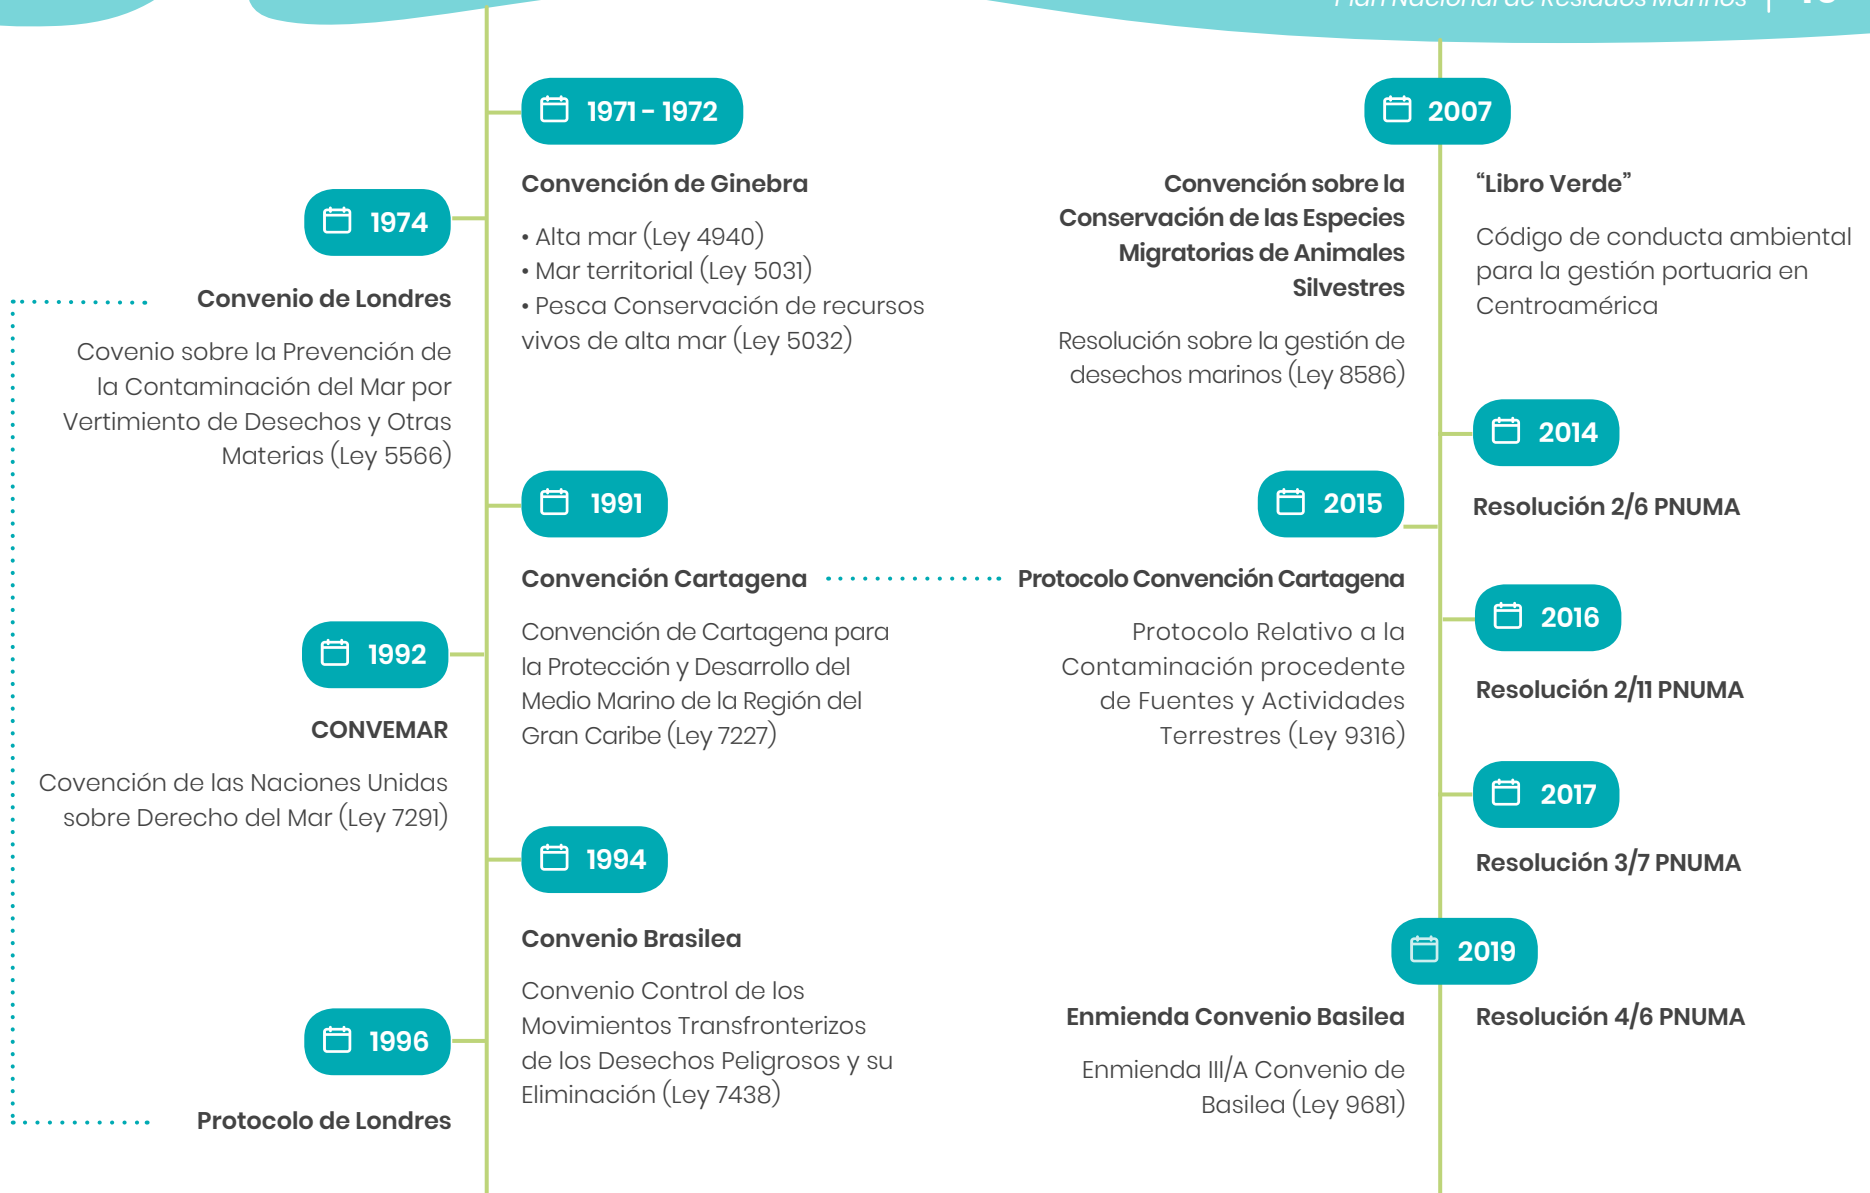 Plan Nacional de Residuos Marinos
1971 - 1972
Convención de Ginebra
• Alta mar (Ley 4940)
• Mar territorial (Ley 5031)
• Pesca Conservación de recursos
vivos de alta mar (Ley 5032)
1974
Convenio de Londres
Covenio sobre la Prevención de
la Contaminación del Mar por
Vertimiento de Desechos y Otras
Materias (Ley 5566)
1991
Convención Cartagena
Convención de Cartagena para
la Protección y Desarrollo del
Medio Marino de la Región del
Gran Caribe (Ley 7227)
1992
CONVEMAR
Covención de las Naciones Unidas
sobre Derecho del Mar (Ley 7291)
1994
Convenio Brasilea
Convenio Control de los
Movimientos Transfronterizos
de los Desechos Peligrosos y su
Eliminación (Ley 7438)
1996
Protocolo de Londres
2007
Convención sobre la
Conservación de las Especies
Migratorias de Animales
Silvestres
Resolución sobre la gestión de
desechos marinos (Ley 8586)
“Libro Verde”
Código de conducta ambiental
para la gestión portuaria en
Centroamérica
2014
Resolución 2/6 PNUMA
2015
Protocolo Convención Cartagena
Protocolo Relativo a la
Contaminación procedente
de Fuentes y Actividades
Terrestres (Ley 9316)
2016
Resolución 2/11 PNUMA
2017
Resolución 3/7 PNUMA
2019
Enmienda Convenio Basilea
Enmienda III/A Convenio de
Basilea (Ley 9681)
Resolución 4/6 PNUMA